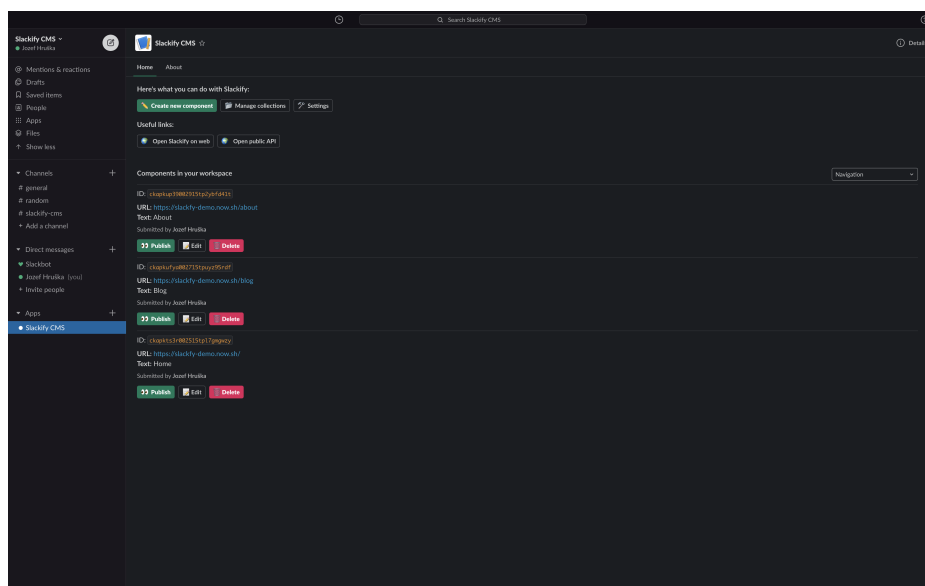 Search Slackify CMS
Slackify CMS
Jozef Hruška
Slackify CMS
Details
Mentions & reactions
Drafts
Saved items
People
Apps
Files
Show less
Channels
# general
# random
# slackify-cms
+ Add a channel
Direct messages
Slackbot
Jozef Hruška (you)
+ Invite people
Apps
Slackify CMS
Home About
Here's what you can do with Slackify:
Create new component Manage collections Settings
Useful links:
Open Slackify on web Open public API
Components in your workspace Navigation
ID:
URL: https://slackfy-demo.now.sh/about
Text: About
Submitted by Jozef Hruška
Publish Edit Delete
ID:
URL: https://slackfy-demo.now.sh/blog
Text: Blog
Submitted by Jozef Hruška
Publish Edit Delete
ID:
URL: https://slackfy-demo.now.sh/
Text: Home
Submitted by Jozef Hruška
Publish Edit Delete